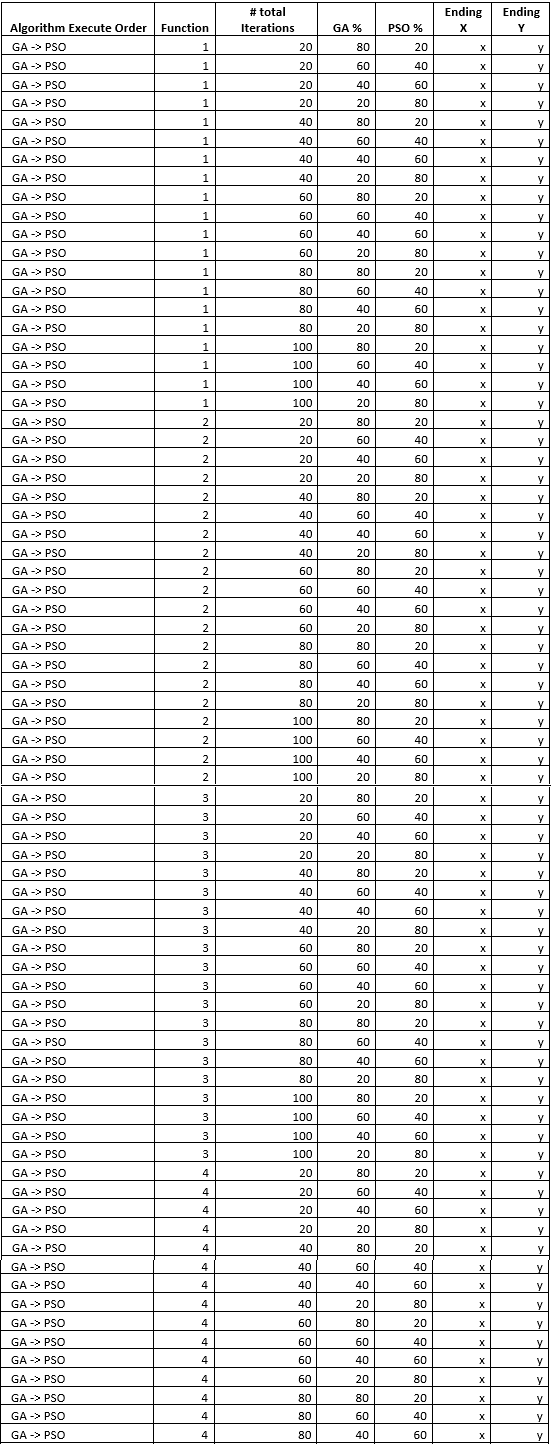 Algorithm Execute Order Function # total Iterations GA % PSO % Ending X Ending Y
GA -> PSO 1 20 80 20 x y
GA -> PSO 1 20 60 40 x y
GA -> PSO 1 20 40 60 x y
GA -> PSO 1 20 20 80 x y
GA -> PSO 1 40 80 20 x y
GA -> PSO 1 40 60 40 x y
GA -> PSO 1 40 40 60 x y
GA -> PSO 1 40 20 80 x y
GA -> PSO 1 60 80 20 x y
GA -> PSO 1 60 60 40 x y
GA -> PSO 1 60 40 60 x y
GA -> PSO 1 60 20 80 x y
GA -> PSO 1 80 80 20 x y
GA -> PSO 1 80 60 40 x y
GA -> PSO 1 80 40 60 x y
GA -> PSO 1 80 20 80 x y
GA -> PSO 1 100 80 20 x y
GA -> PSO 1 100 60 40 x y
GA -> PSO 1 100 40 60 x y
GA -> PSO 1 100 20 80 x y
GA -> PSO 2 20 80 20 x y
GA -> PSO 2 20 60 40 x y
GA -> PSO 2 20 40 60 x y
GA -> PSO 2 20 20 80 x y
GA -> PSO 2 40 80 20 x y
GA -> PSO 2 40 60 40 x y
GA -> PSO 2 40 40 60 x y
GA -> PSO 2 40 20 80 x y
GA -> PSO 2 60 80 20 x y
GA -> PSO 2 60 60 40 x y
GA -> PSO 2 60 40 60 x y
GA -> PSO 2 60 20 80 x y
GA -> PSO 2 80 80 20 x y
GA -> PSO 2 80 60 40 x y
GA -> PSO 2 80 40 60 x y
GA -> PSO 2 80 20 80 x y
GA -> PSO 2 100 80 20 x y
GA -> PSO 2 100 60 40 x y
GA -> PSO 2 100 40 60 x y
GA -> PSO 2 100 20 80 x y
GA -> PSO 3 20 80 20 x y
GA -> PSO 3 20 60 40 x y
GA -> PSO 3 20 40 60 x y
GA -> PSO 3 20 20 80 x y
GA -> PSO 3 40 80 20 x y
GA -> PSO 3 40 60 40 x y
GA -> PSO 3 40 40 60 x y
GA -> PSO 3 40 20 80 x y
GA -> PSO 3 60 80 20 x y
GA -> PSO 3 60 60 40 x y
GA -> PSO 3 60 40 60 x y
GA -> PSO 3 60 20 80 x y
GA -> PSO 3 80 80 20 x y
GA -> PSO 3 80 60 40 x y
GA -> PSO 3 80 40 60 x y
GA -> PSO 3 80 20 80 x y
GA -> PSO 3 100 80 20 x y
GA -> PSO 3 100 60 40 x y
GA -> PSO 3 100 40 60 x y
GA -> PSO 3 100 20 80 x y
GA -> PSO 4 20 80 20 x y
GA -> PSO 4 20 60 40 x y
GA -> PSO 4 20 40 60 x y
GA -> PSO 4 20 20 80 x y
GA -> PSO 4 40 80 20 x y
GA -> PSO 4 40 60 40 x y
GA -> PSO 4 40 40 60 x y
GA -> PSO 4 40 20 80 x y
GA -> PSO 4 60 80 20 x y
GA -> PSO 4 60 60 40 x y
GA -> PSO 4 60 40 60 x y
GA -> PSO 4 60 20 80 x y
GA -> PSO 4 80 80 20 x y
GA -> PSO 4 80 60 40 x y
GA -> PSO 4 80 40 60 x y